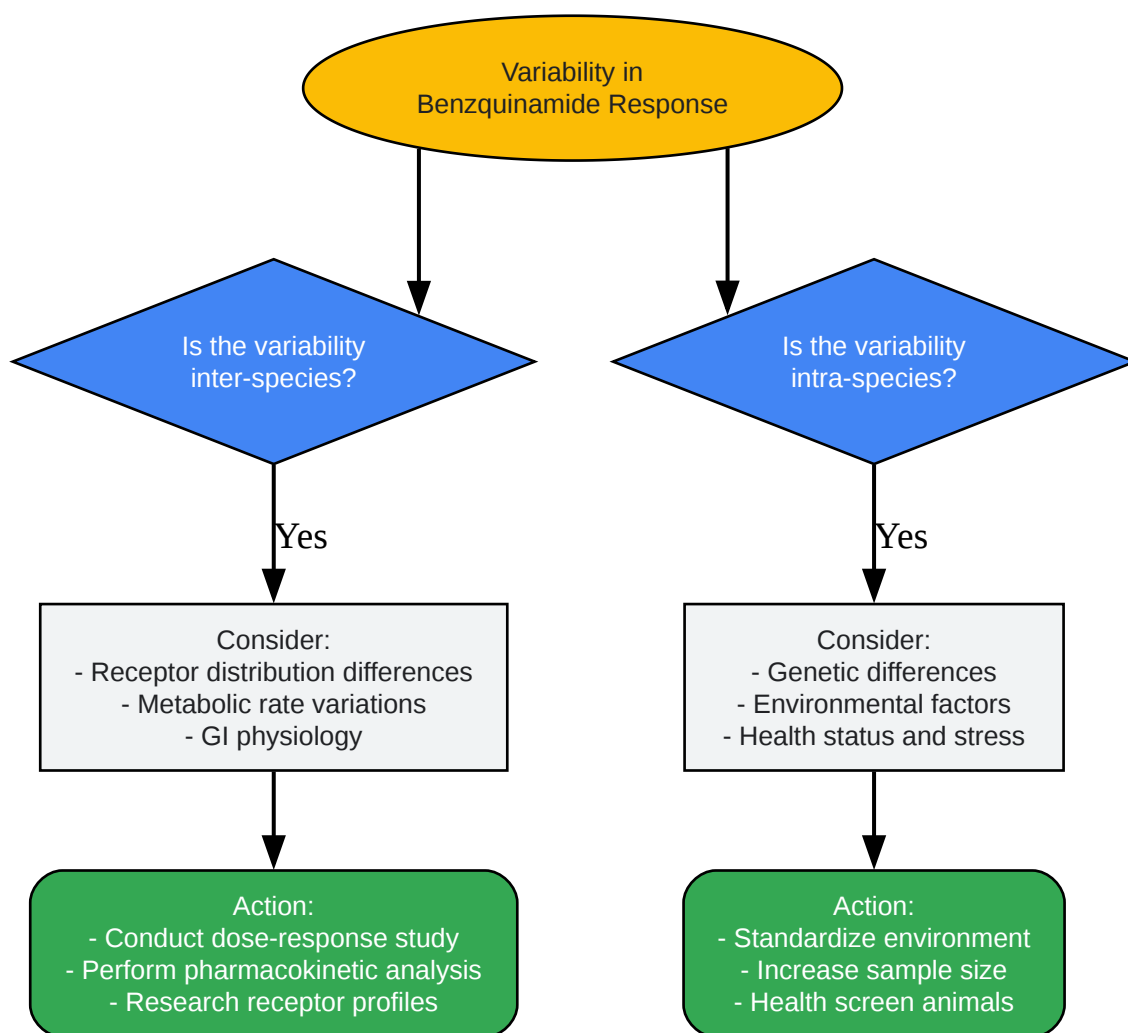 Variability in
Benzquinamide Response
Is the variability
inter-species?
Is the variability
intra-species?
Yes
Yes
Consider:
- Receptor distribution differences
- Metabolic rate variations
- GI physiology
Consider:
- Genetic differences
- Environmental factors
- Health status and stress
Action:
- Conduct dose-response study
- Perform pharmacokinetic analysis
- Research receptor profiles
Action:
- Standardize environment
- Increase sample size
- Health screen animals